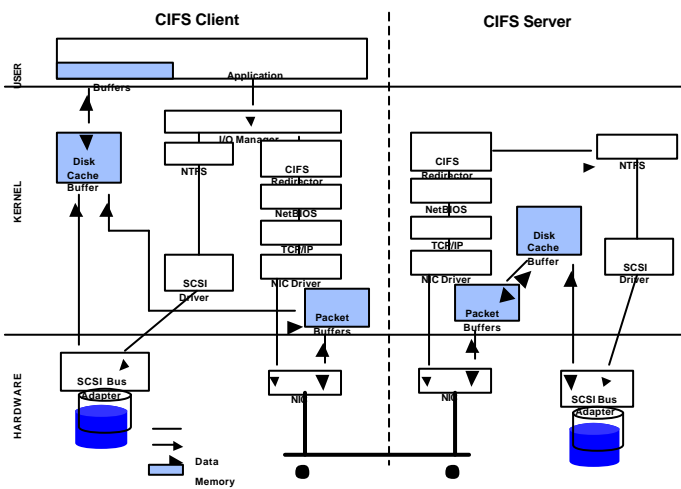 CIFS Client
CIFS Server
USER
Application
Buffers
KERNEL
I/O Manager
Disk
Cache
Buffer
NTFS
CIFS
Redirector
NetBIOS
TCP/IP
NIC Driver
SCSI
Driver
Packet
Buffers
CIFS
Redirector
NetBIOS
TCP/IP
NIC Driver
Disk
Cache
Buffer
Packet
Buffers
NTFS
SCSI
Driver
HARDWARE
SCSI Bus
Adapter
NIC
NIC
SCSI Bus
Adapter
Data
Memory